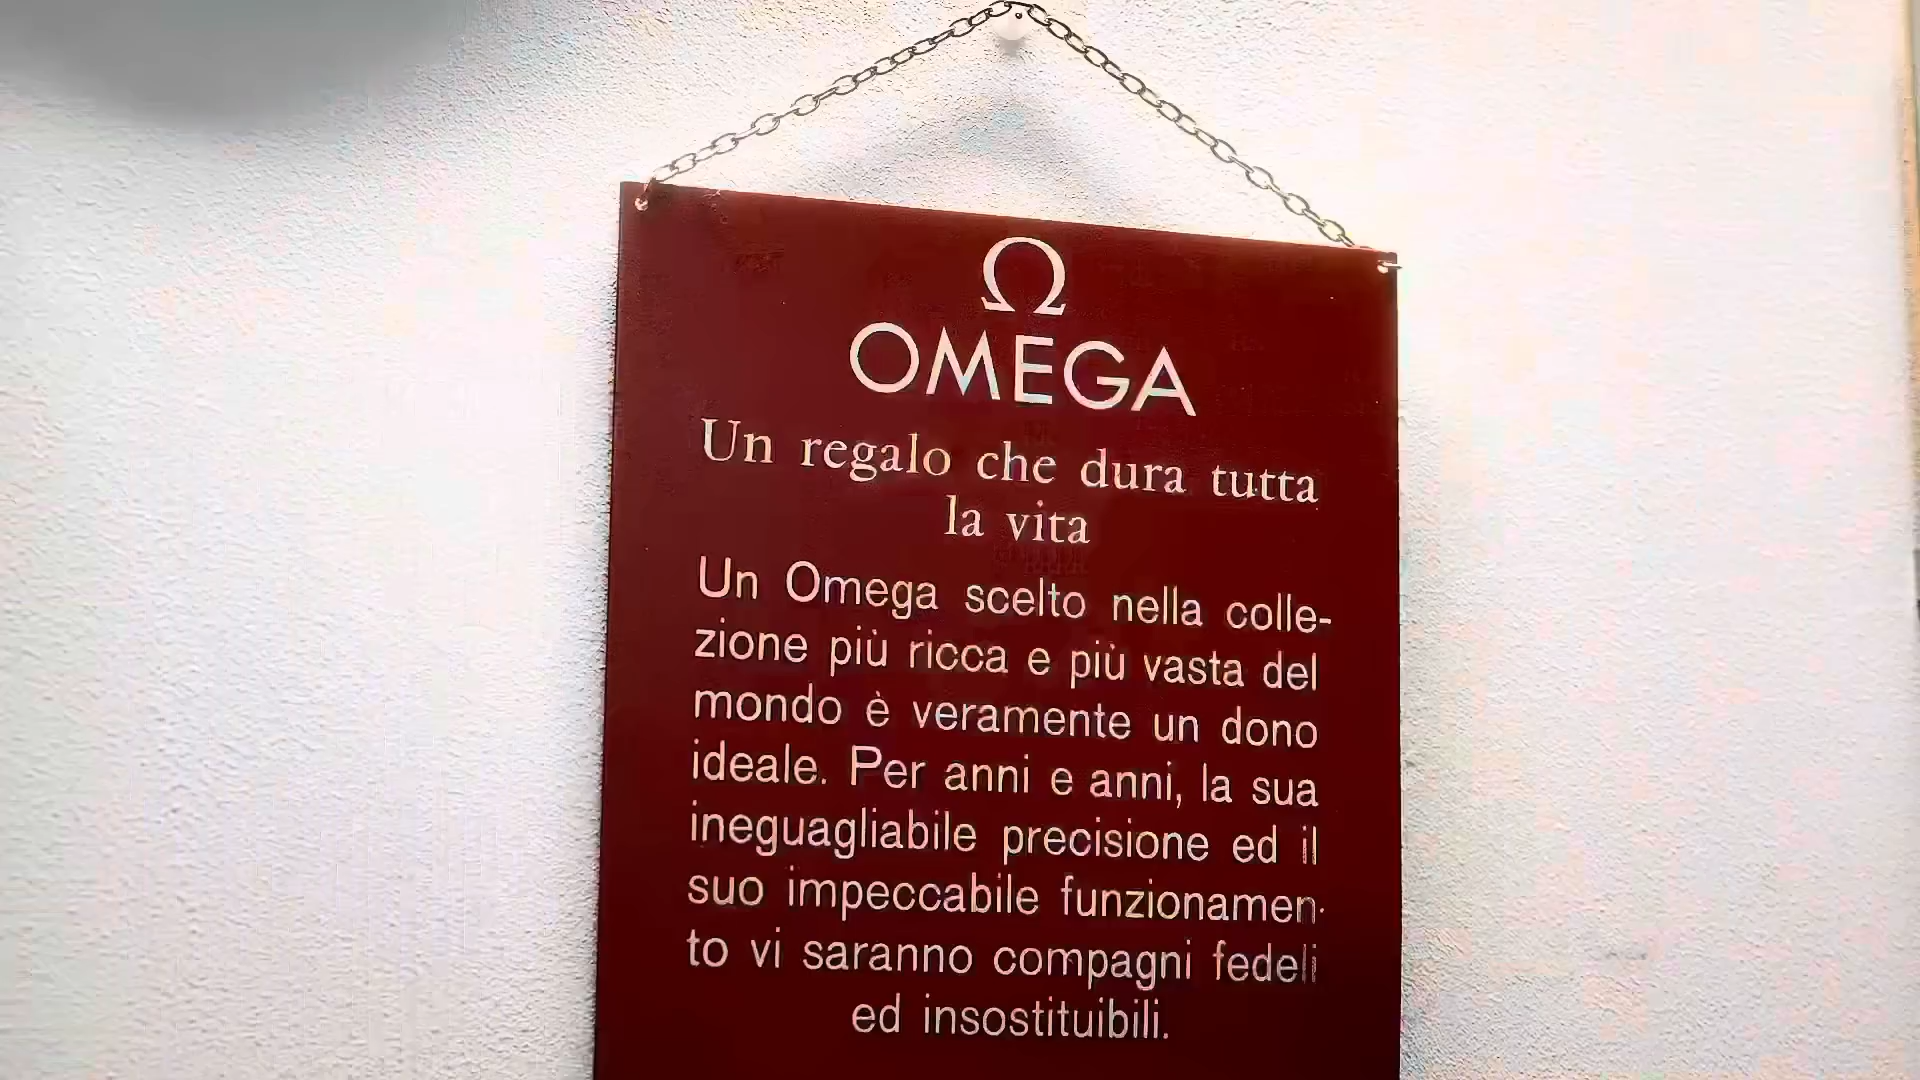 Ω
OMEGA
Un regalo che dura tutta
la vita
Un Omega scelto nella colle-
zione più ricca e più vasta del
mondo è veramente un dono
ideale. Per anni e anni, la sua
ineguagliabile precisione ed il
suo impeccabile funzionamen-
to vi saranno compagni fedeli
ed insostituibili.